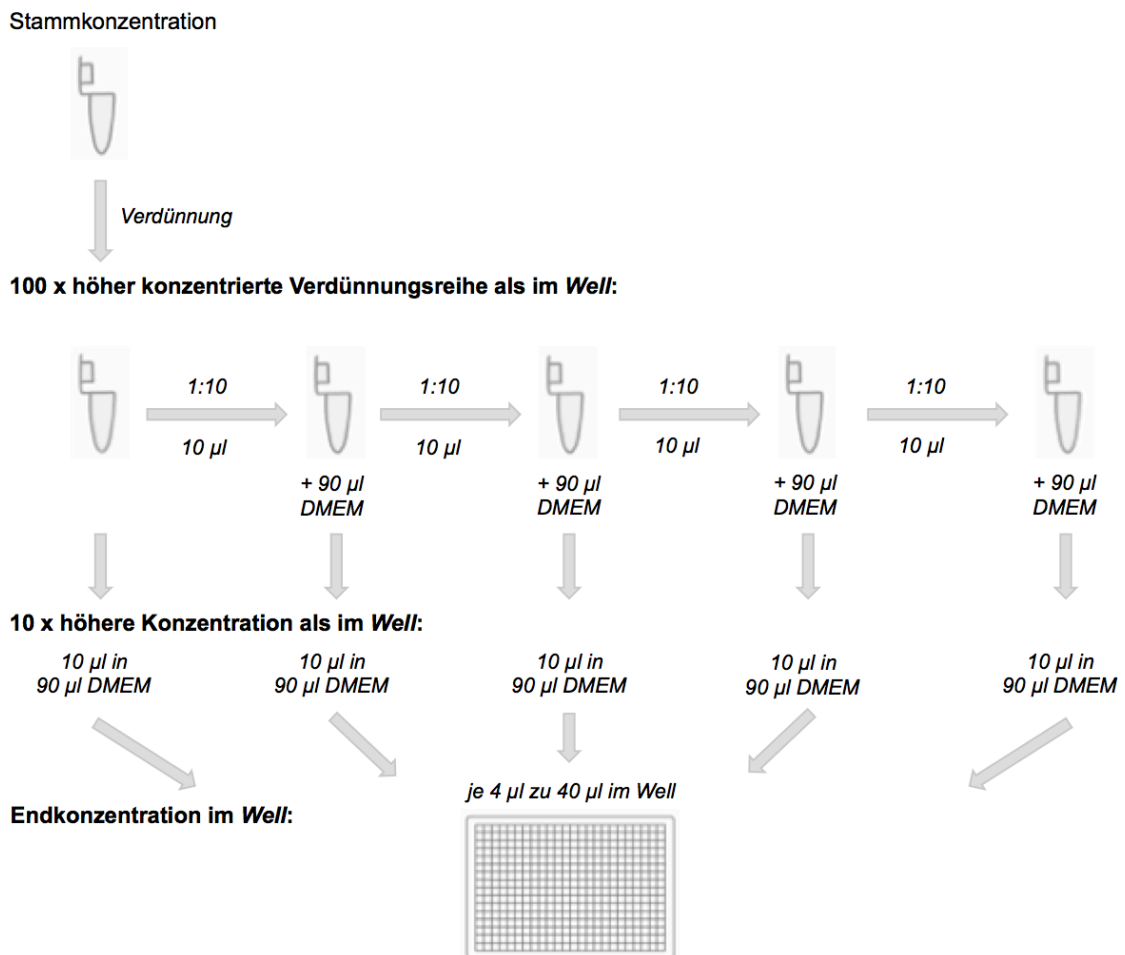 Stammkonzentration
Verdünnung
100 x höher konzentrierte Verdünnungsreihe als im Well:
1:10
1:10
1:10
1:10
10 µl
10 µl
10 µl
10 µl
+ 90 µl
DMEM
+ 90 µl
DMEM
+ 90 µl
DMEM
+ 90 µl
DMEM
10 x höhere Konzentration als im Well:
10 µl in
90 µl DMEM
10 µl in
90 µl DMEM
10 µl in
90 µl DMEM
10 µl in
90 µl DMEM
10 µl in
90 µl DMEM
je 4 µl zu 40 µl im Well
Endkonzentration im Well: